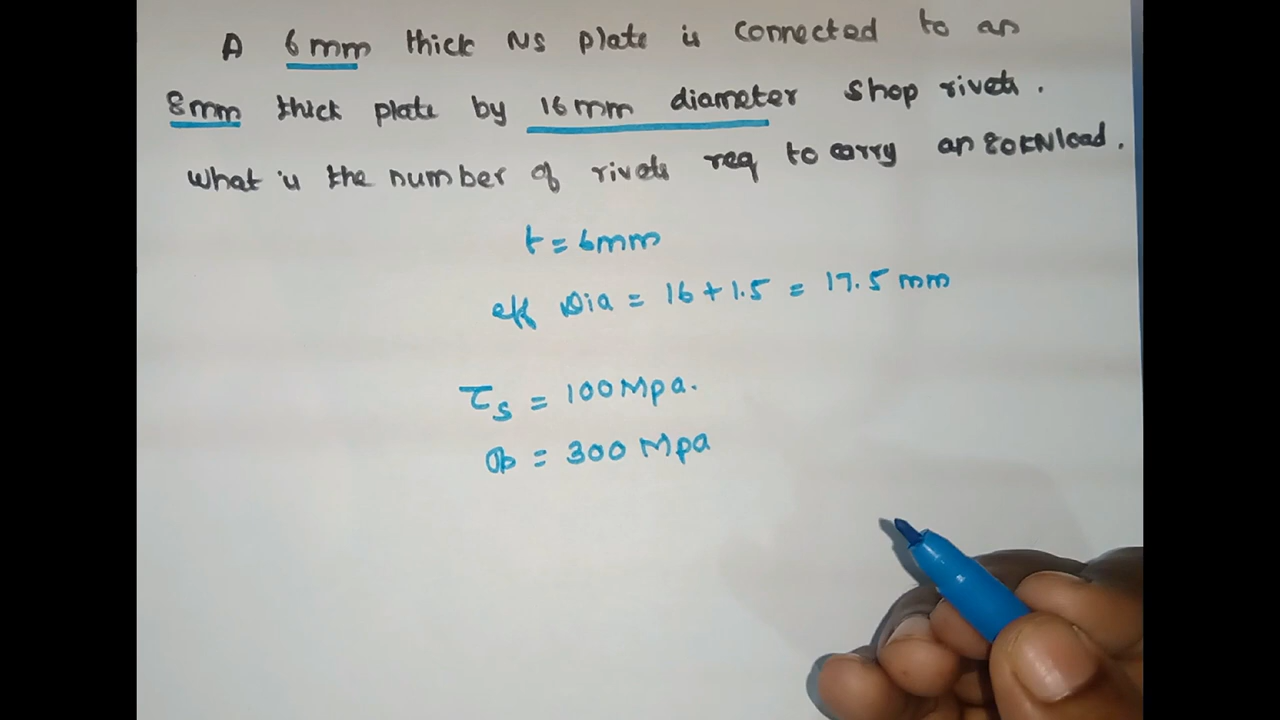 A 6mm thick MS plate is connected to an
8mm thick plate by 16mm diameter shop rivets.
What is the number of rivets req to carry an 80kN load.
t = 6mm
eff Dia = 16 + 1.5 = 17.5 mm
τs = 100 Mpa.
σb = 300 Mpa